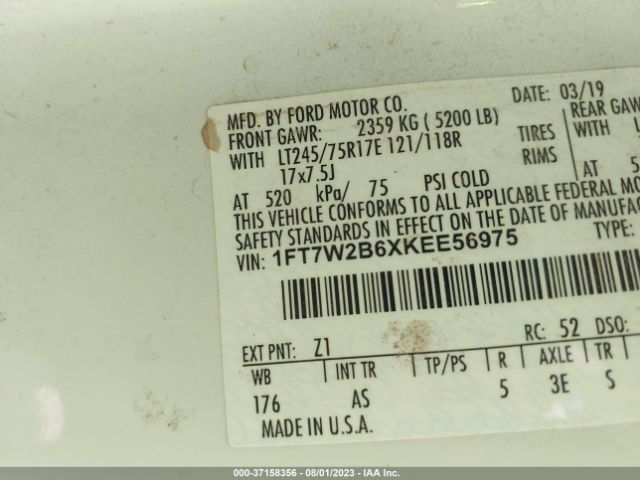 MFD. BY FORD MOTOR CO.
DATE: 03/19
FRONT GAWR: 2359 KG ( 5200 LB)
REAR GAWR
WITH LT245/75R17E 121/118R TIRES WITH
17x7.5J RIMS
AT 520 kPa/ 75 PSI COLD AT 5
THIS VEHICLE CONFORMS TO ALL APPLICABLE FEDERAL
SAFETY STANDARDS IN EFFECT ON THE DATE OF
VIN: 1FT7W2B6XKEE56975 TYPE:
EXT PNT: Z1 RC: 52 DSO:
WB INT TR TP/PS R AXLE TR
176 AS 5 3E S
MADE IN U.S.A.
000-37158356 - 08/01/2023 - IAA Inc.